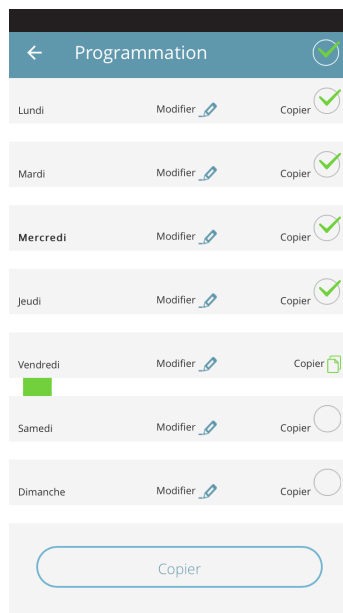 Programmation
Lundi Modifier Copier
Mardi Modifier Copier
Mercredi Modifier Copier
Jeudi Modifier Copier
Vendredi Modifier Copier
Samedi Modifier Copier
Dimanche Modifier Copier
Copier